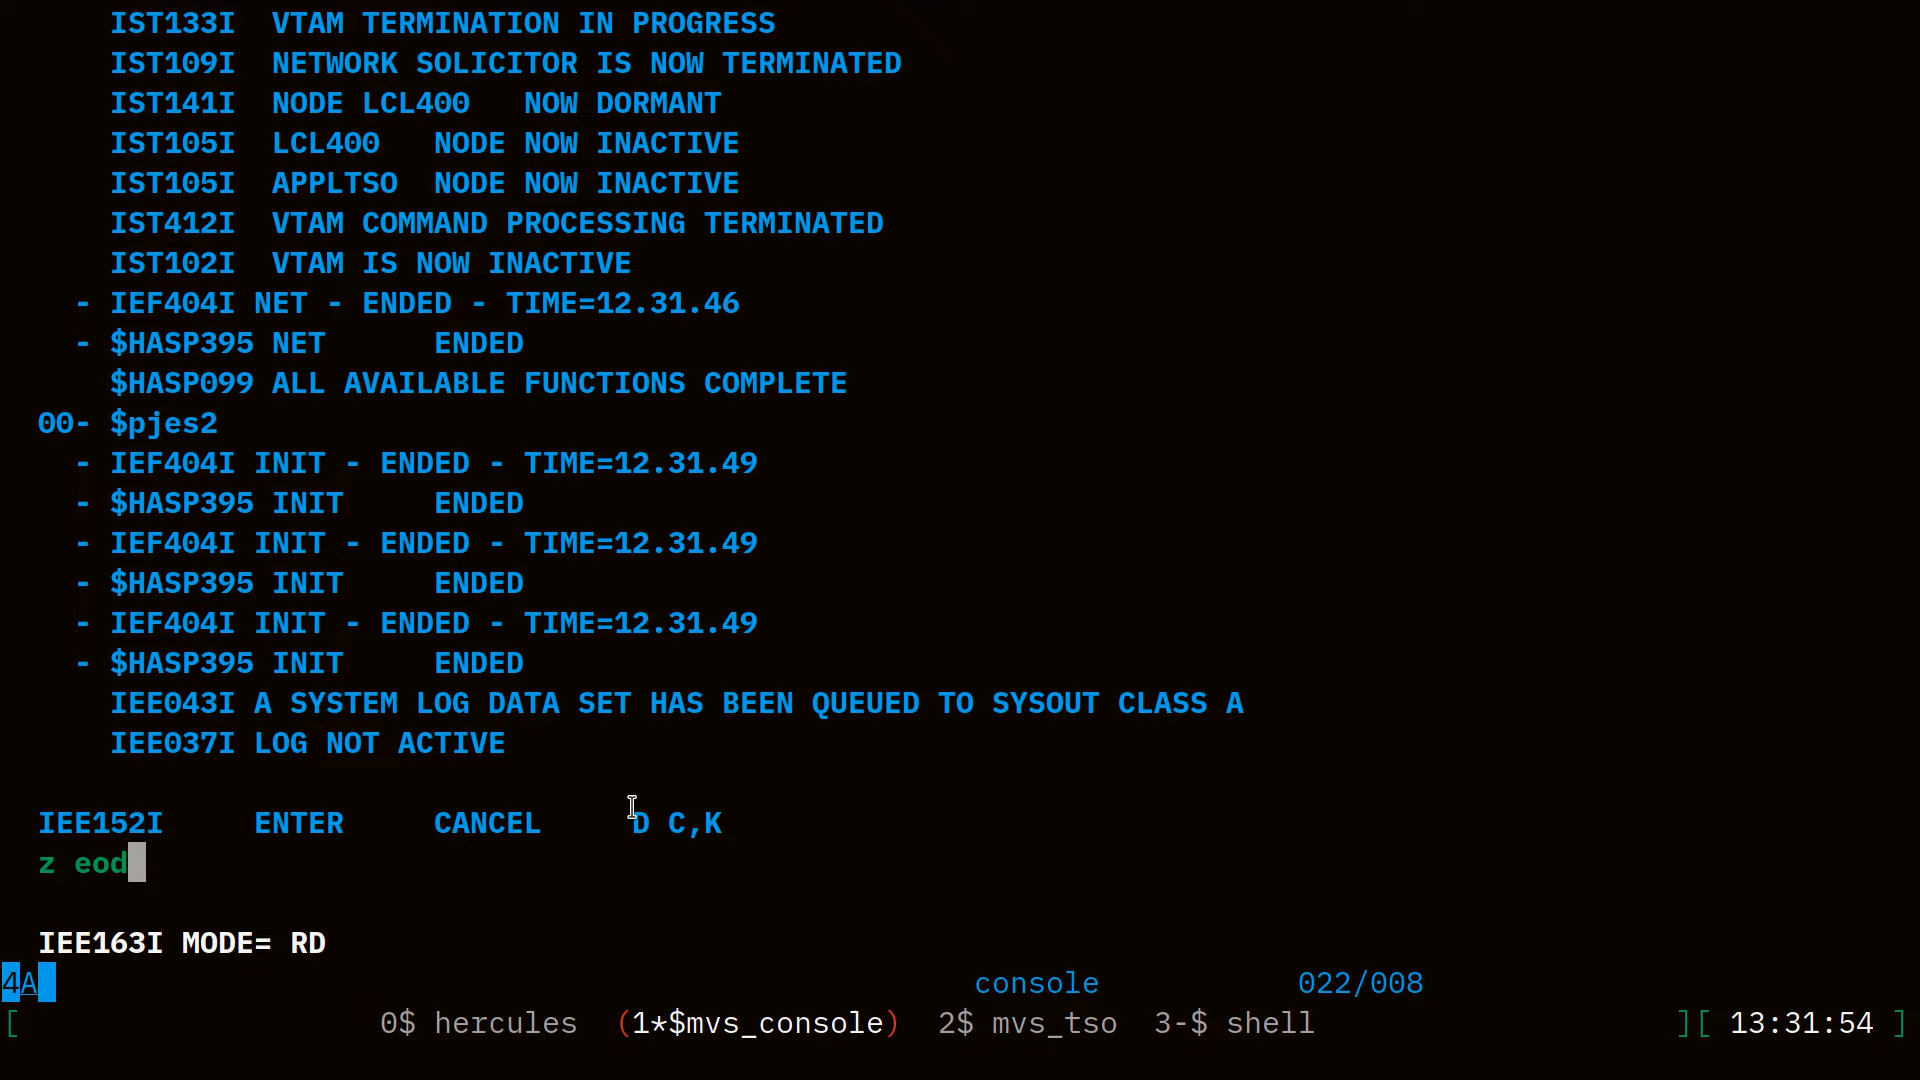 IST133I  VTAM TERMINATION IN PROGRESS
IST109I  NETWORK SOLICITOR IS NOW TERMINATED
IST141I  NODE LCL400   NOW DORMANT
IST105I  LCL400   NODE NOW INACTIVE
IST105I  APPLTSO  NODE NOW INACTIVE
IST412I  VTAM COMMAND PROCESSING TERMINATED
IST102I  VTAM IS NOW INACTIVE
- IEF404I NET - ENDED - TIME=12.31.46
- $HASP395 NET      ENDED
$HASP099 ALL AVAILABLE FUNCTIONS COMPLETE
00- $pjes2
- IEF404I INIT - ENDED - TIME=12.31.49
- $HASP395 INIT     ENDED
- IEF404I INIT - ENDED - TIME=12.31.49
- $HASP395 INIT     ENDED
- IEF404I INIT - ENDED - TIME=12.31.49
- $HASP395 INIT     ENDED
IEE043I A SYSTEM LOG DATA SET HAS BEEN QUEUED TO SYSOUT CLASS A
IEE037I LOG NOT ACTIVE
IEE152I     ENTER     CANCEL     D C,K
z eod
IEE163I MODE= RD
4A     console     022/008
[     0$ hercules  (1*$mvs_console)  2$ mvs_tso  3-$ shell     ][ 13:31:54 ]